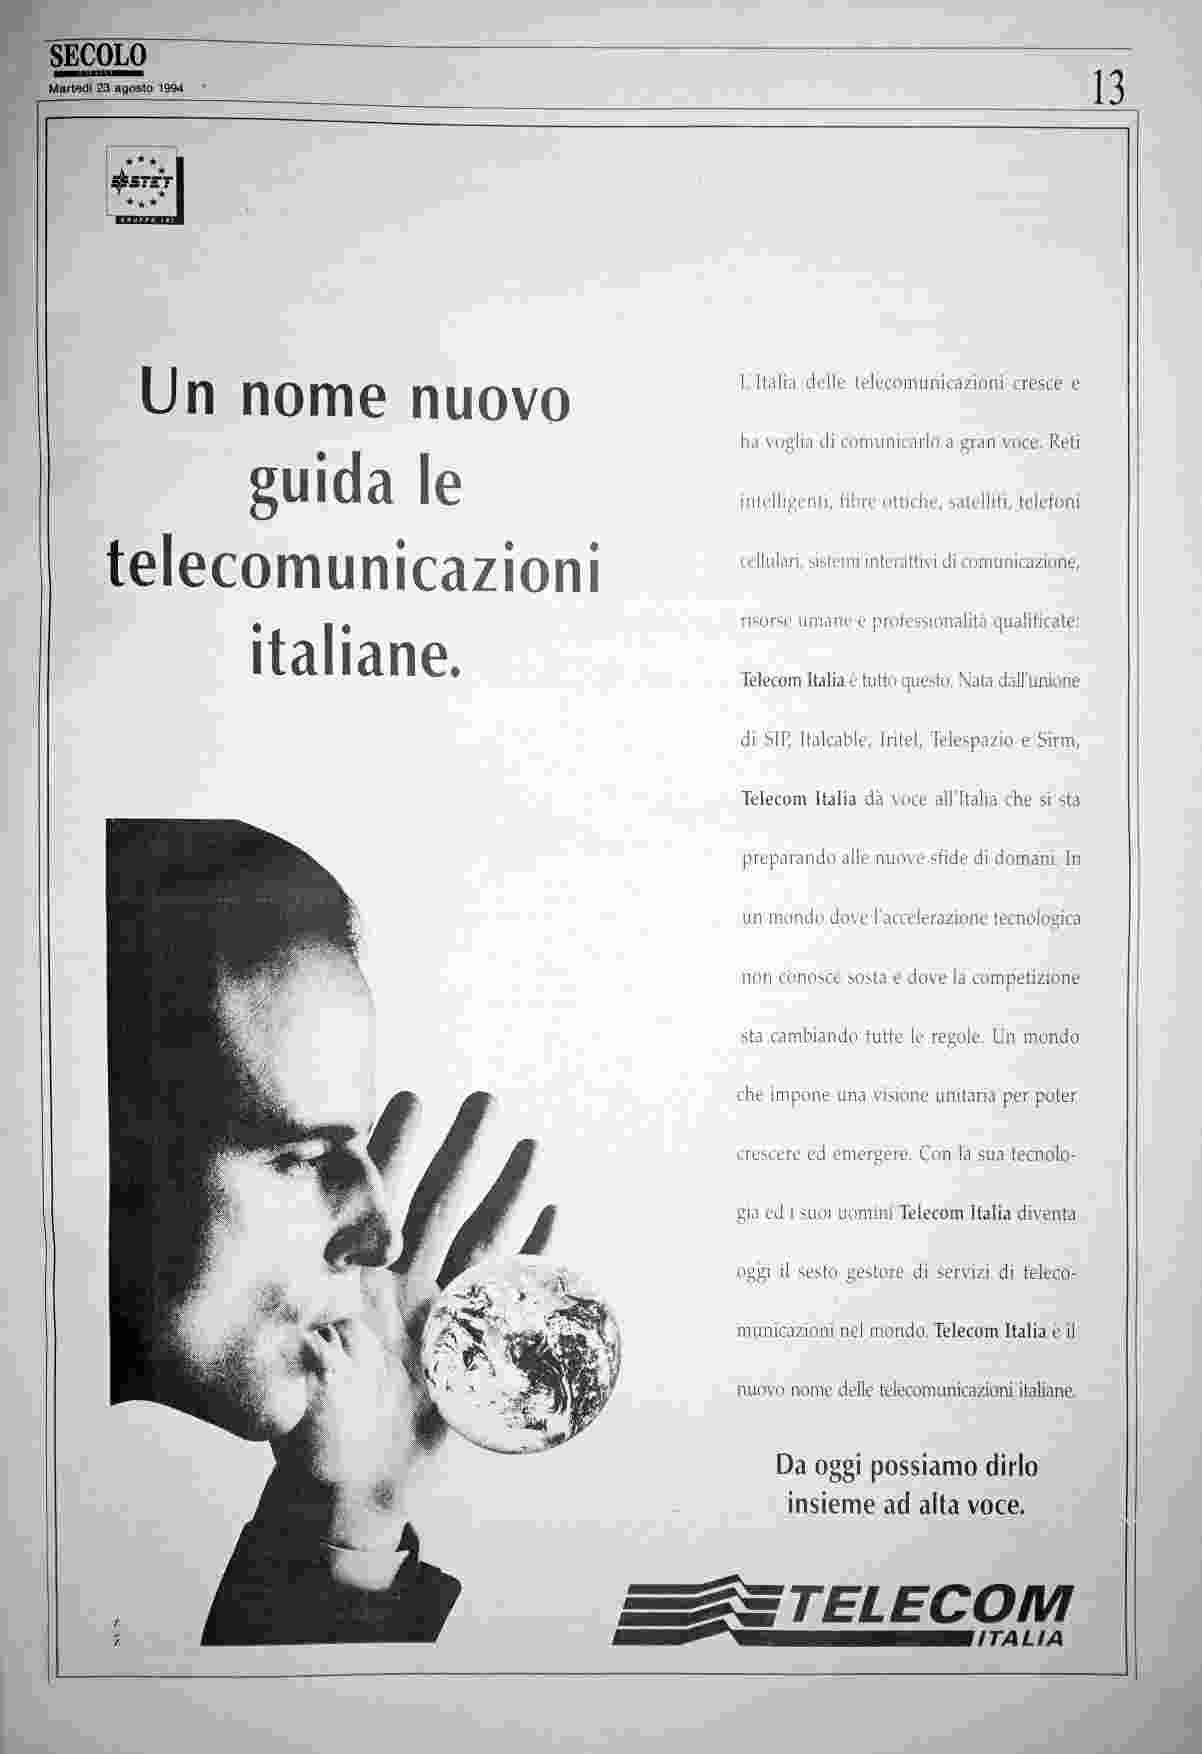 SECOLO
Martedì 23 agosto 1994
13
STET
GRUPPO IRI
Un nome nuovo
guida le
telecomunicazioni
italiane.
L'Italia delle telecomunicazioni cresce e
ha voglia di comunicarlo a gran voce. Reti
intelligenti, fibre ottiche, satelliti, telefoni
cellulari, sistemi interattivi di comunicazione,
risorse umane e professionalità qualificate:
Telecom Italia è tutto questo. Nata dall'unione
di SIP, Italcable, Iritel, Telespazio e Sirm,
Telecom Italia dà voce all'Italia che si sta
preparando alle nuove sfide di domani. In
un mondo dove l'accelerazione tecnologica
non conosce sosta e dove la competizione
sta cambiando tutte le regole. Un mondo
che impone una visione unitaria per poter
crescere ed emergere. Con la sua tecnolo-
gia ed i suoi uomini Telecom Italia diventa
oggi il sesto gestore di servizi di teleco-
municazioni nel mondo. Telecom Italia è il
nuovo nome delle telecomunicazioni italiane.
Da oggi possiamo dirlo
insieme ad alta voce.
TELECOM
ITALIA